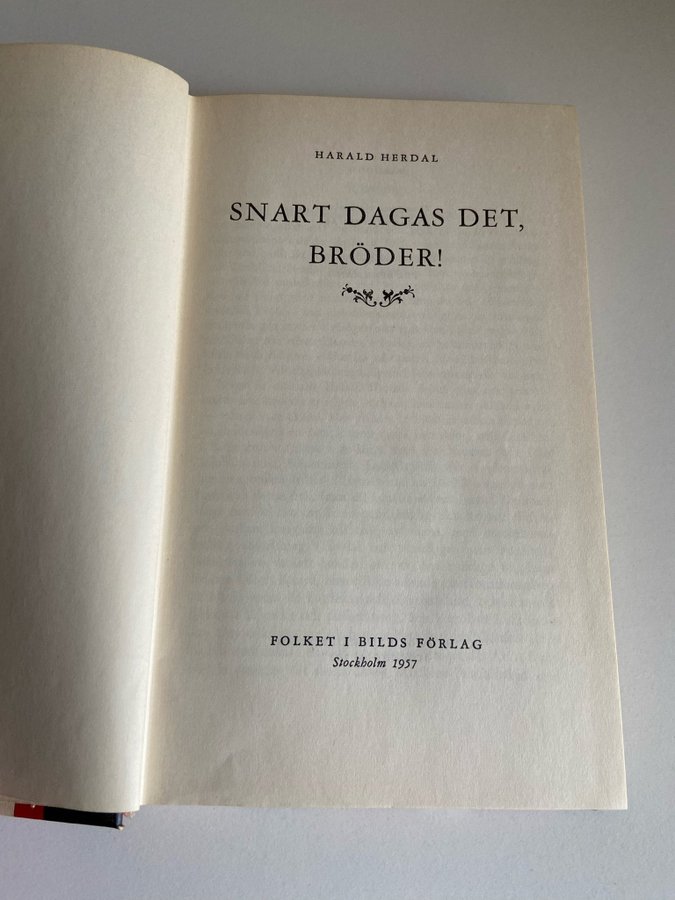 HARALD HERDAL
SNART DAGAS DET,
BRÖDER!
FOLKET I BILDS FÖRLAG
Stockholm 1957